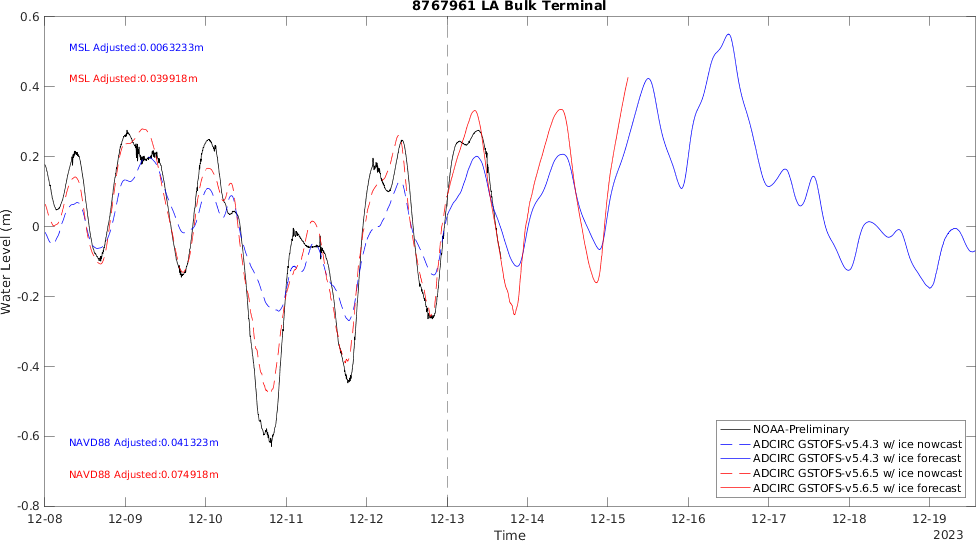 8767961 LA Bulk Terminal
0.6
0.4
0.2
0
-0.2
-0.4
-0.6
-0.8
Water Level (m)
MSL Adjusted:0.0063233m
MSL Adjusted:0.039918m
NAVD88 Adjusted:0.041323m
NAVD88 Adjusted:0.074918m
NOAA-Preliminary
ADCIRC GSTOFS-v5.4.3 w/ ice nowcast
ADCIRC GSTOFS-v5.4.3 w/ ice forecast
ADCIRC GSTOFS-v5.6.5 w/ ice nowcast
ADCIRC GSTOFS-v5.6.5 w/ ice forecast
12-08 12-09 12-10 12-11 12-12 12-13 12-14 12-15 12-16 12-17 12-18 12-19
Time
2023